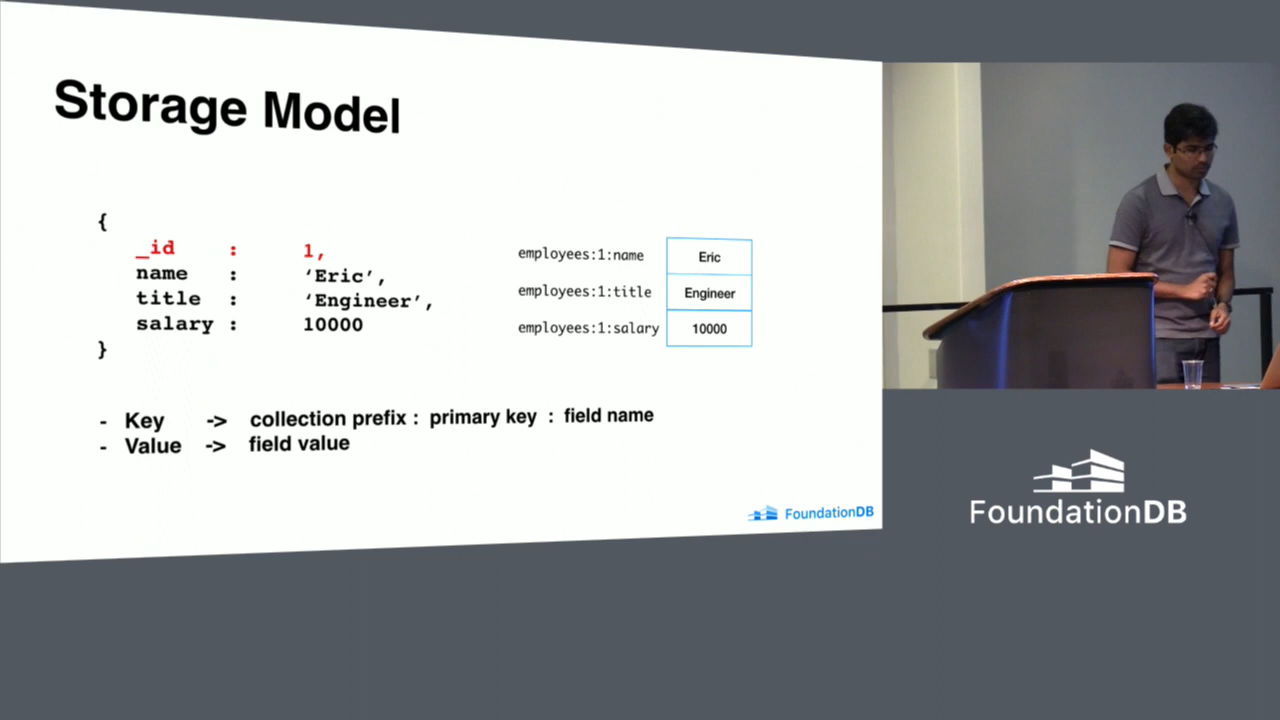 Storage Model
{
_id : 1,
name : ‘Eric’,
title : ‘Engineer’,
salary : 10000
}
employees:1:name Eric
employees:1:title Engineer
employees:1:salary 10000
- Key -> collection prefix : primary key : field name
- Value -> field value
FoundationDB
FoundationDB